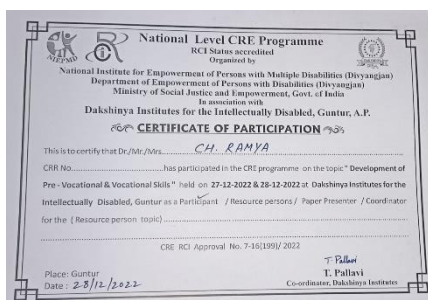 NIEPMD
National Level CRE Programme
RCI Status accredited
Organized by
National Institute for Empowerment of Persons with Multiple Disabilities (Divyangjan)
Department of Empowerment of Persons with Disabilities (Divyangjan)
Ministry of Social Justice and Empowerment, Govt. of India
In association with
Dakshinya Institutes for the Intellectually Disabled, Guntur, A.P.
CERTIFICATE OF PARTICIPATION
This is to certify that Dr./Mr./Mrs. CH. RAMYA
CRR No. has participated in the CRE programme on the topic "Development of
Pre - Vocational & Vocational Skills" held on 27-12-2022 & 28-12-2022 at Dakshinya Institutes for the
Intellectually Disabled, Guntur as a Participant / Resource persons / Paper Presenter / Coordinator
for the ( Resource person topic)
CRE RCI Approval No. 7-16(199)/ 2022
T. Pallavi
Place: Guntur
T. Pallavi
Date : 28/12/2022
Co-ordinator, Dakshinya Institutes